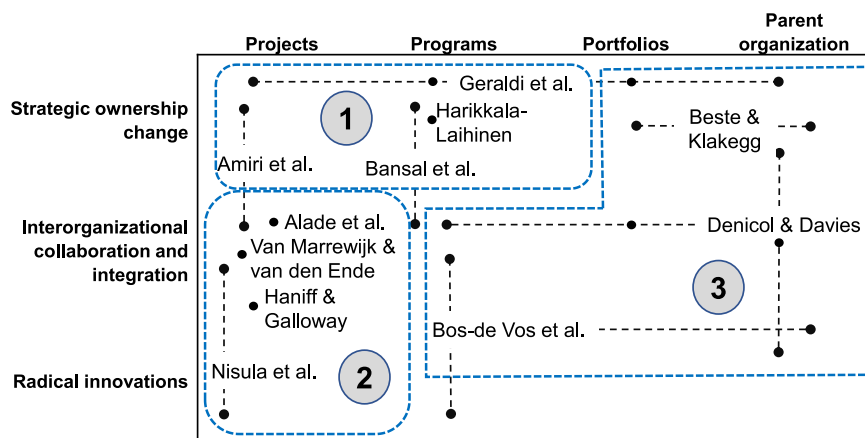 Projects
Programs
Portfolios
Parent
organization
Strategic ownership
change
Geraldi et al.
1
Harikkala-
Laihinen
Beste &
Klakegg
Amiri et al.
Bansal et al.
Interorganizational
collaboration and
integration
Alade et al.
Van Marrewijk &
van den Ende
Haniff &
Galloway
Denicol & Davies
3
Bos-de Vos et al.
Radical innovations
Nisula et al.
2